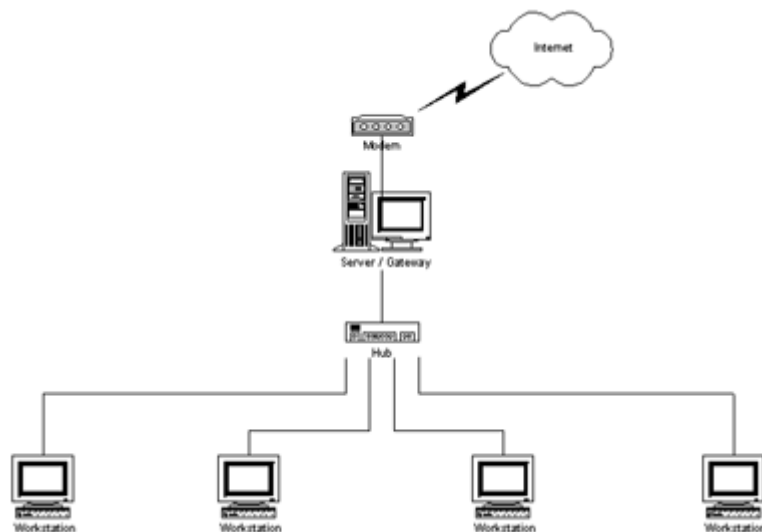 Internet
Modem
Server / Gateway
Hub
Workstation
Workstation
Workstation
Workstation